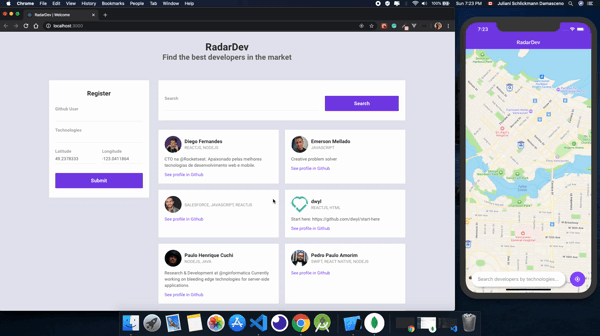 Chrome File Edit View History Bookmarks People Tab Window Help
100% Sun 7:23 PM Juliani Schlickmann Damasceno
RadarDev | Welcome
localhost:3000
RadarDev
Find the best developers in the market
Register
Github User
Technologies
Latitude Longitude
49.2378333 -123.0411864
Submit
Search
Search
Diego Fernandes
REACTJS, NODEJS
CTO na @Rocketseat. Apaixonado pelas melhores
tecnologias de desenvolvimento web e mobile.
See profile in Github
Emerson Mellado
JAVASCRIPT
Creative problem solver
See profile in Github
SALESFORCE, JAVASCRIPT, REACTJS
See profile in Github
dwyl
REACTJS, HTML
Start here: https://github.com/dwyl/start-here
See profile in Github
Paulo Henrique Cuchi
NODEJS, JAVA
Research & Development at @nginformatica Currently
working on bleeding edge technologies for server-side
applications
See profile in Github
Pedro Paulo Amorim
SWIFT, REACT NATIVE, NODEJS
See profile in Github
7:23
RadarDev
Search developers by technologies...